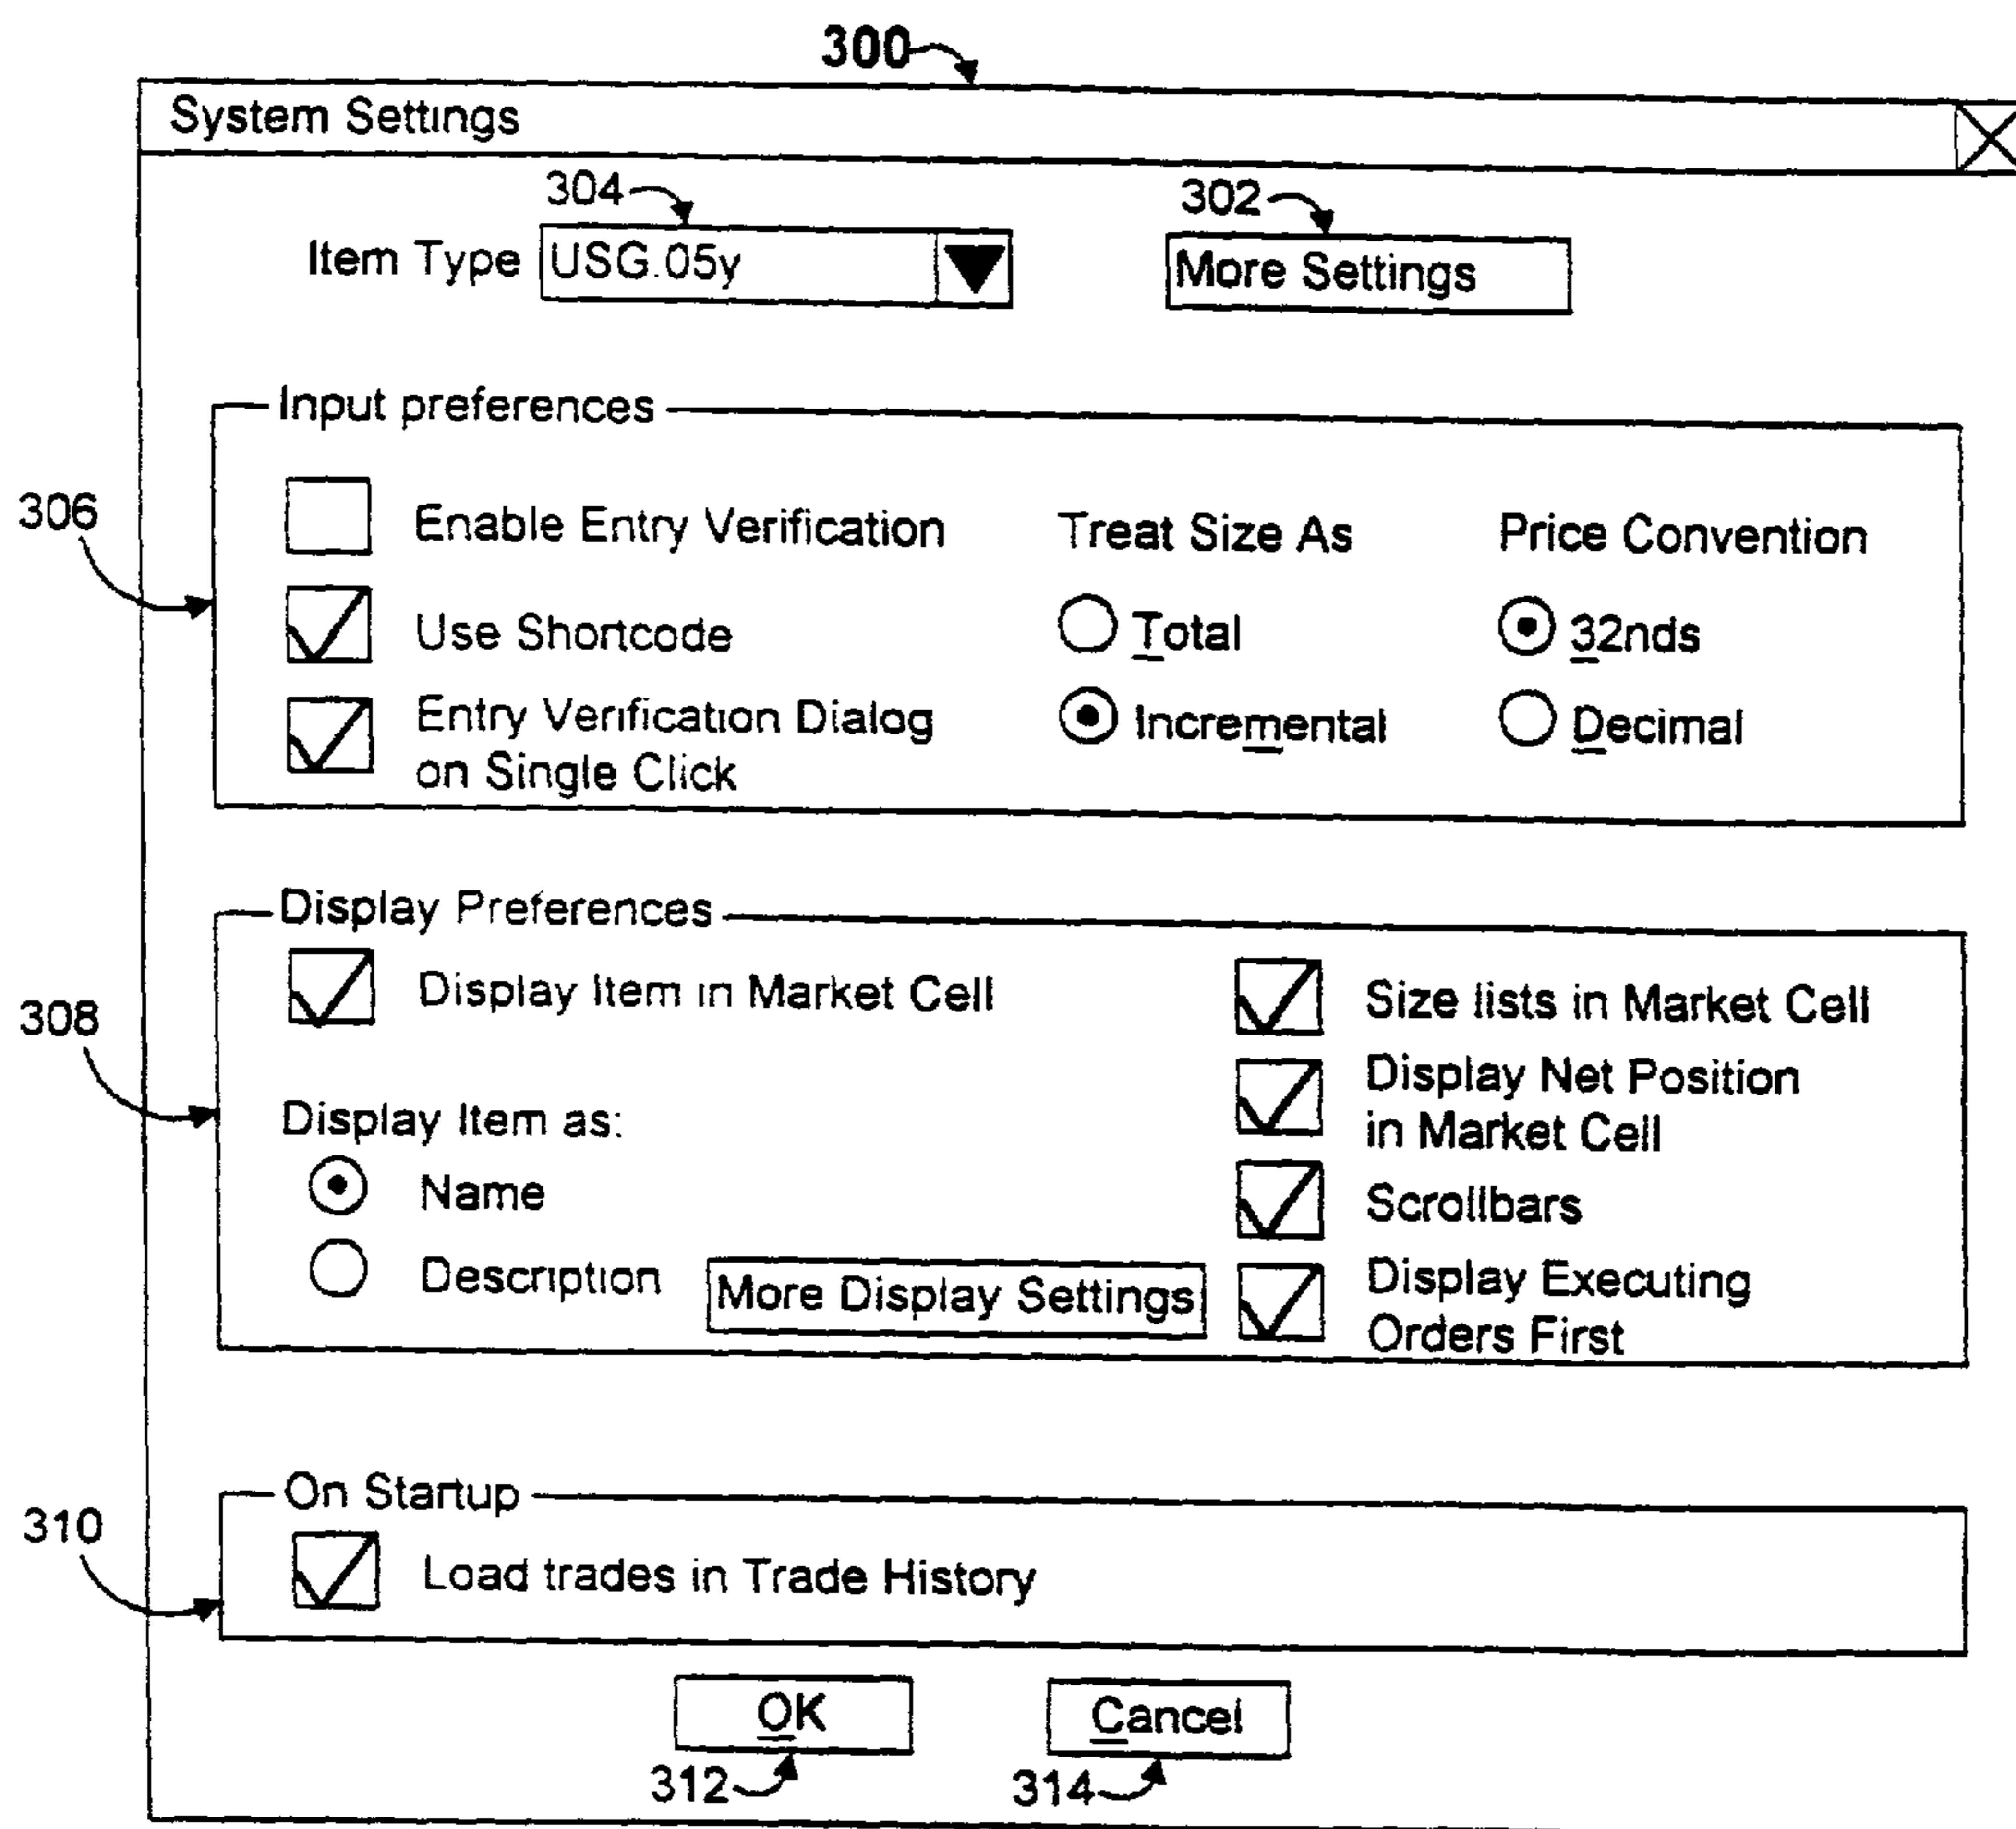 300
System Settings
304
302
Item Type USG.05y
More Settings
Input preferences
306
Enable Entry Verification
Treat Size As
Price Convention
Use Shortcode
Total
32nds
Entry Verification Dialog
on Single Click
Incremental
Decimal
Display Preferences
308
Display Item in Market Cell
Size lists in Market Cell
Display Net Position
in Market Cell
Display Item as:
Name
Scrollbars
Description
More Display Settings
Display Executing
Orders First
On Startup
310
Load trades in Trade History
OK
Cancel
312
314